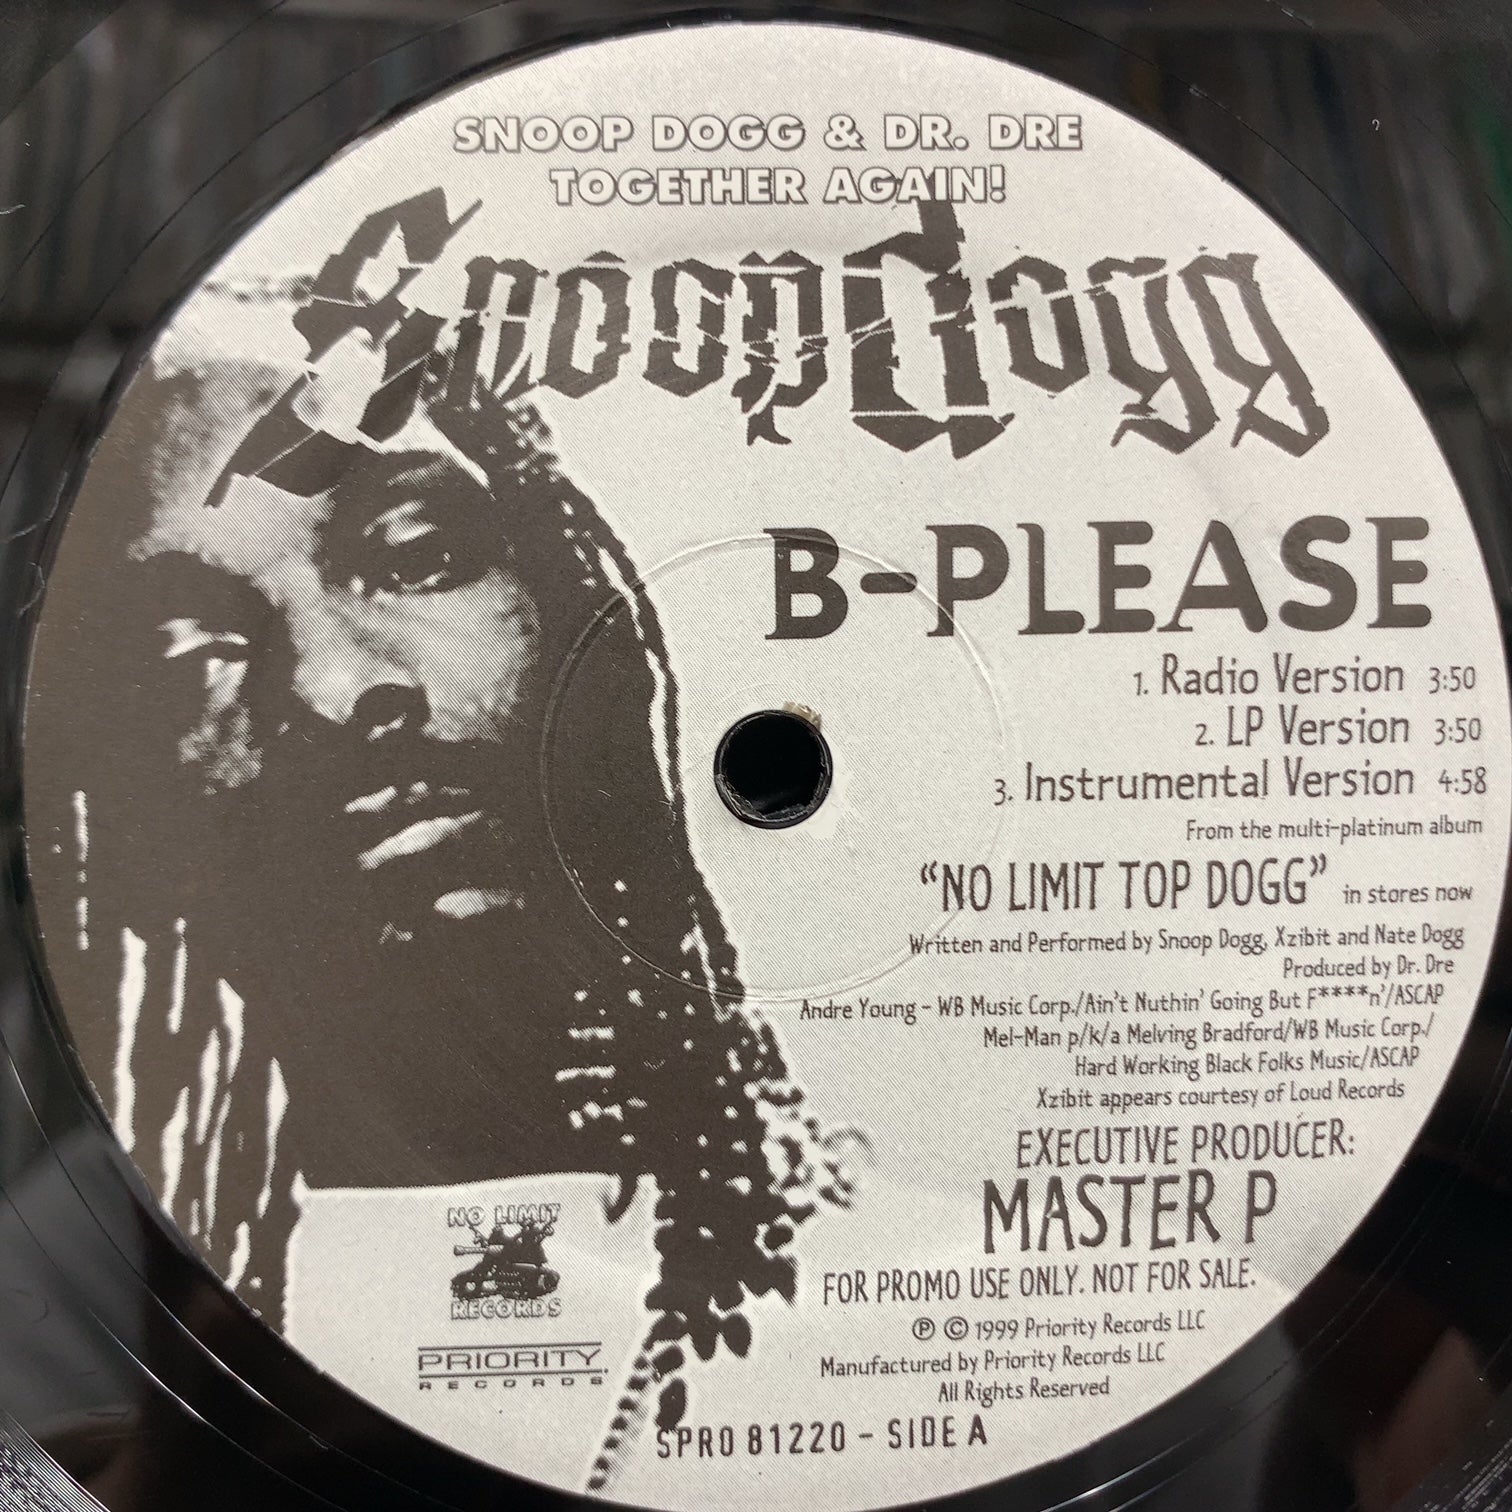 SNOOP DOGG & DR. DRE
TOGETHER AGAIN!
Snoop Dogg
B-PLEASE
1. Radio Version 3:50
2. LP Version 3:50
3. Instrumental Version 4:58
From the multi-platinum album
“NO LIMIT TOP DOGG” in stores now
Written and Performed by Snoop Dogg, Xzibit and Nate Dogg
Produced by Dr. Dre
Andre Young - WB Music Corp./Ain't Nuthin' Going But F****n'/ASCAP
Mel-Man p/k/a Melving Bradford/WB Music Corp./
Hard Working Black Folks Music/ASCAP
Xzibit appears courtesy of Loud Records
EXECUTIVE PRODUCER:
MASTER P
FOR PROMO USE ONLY. NOT FOR SALE.
℗ © 1999 Priority Records LLC
Manufactured by Priority Records LLC
All Rights Reserved
SPRO 81220 - SIDE A
NO LIMIT
RECORDS
PRIORITY.
RECORDS